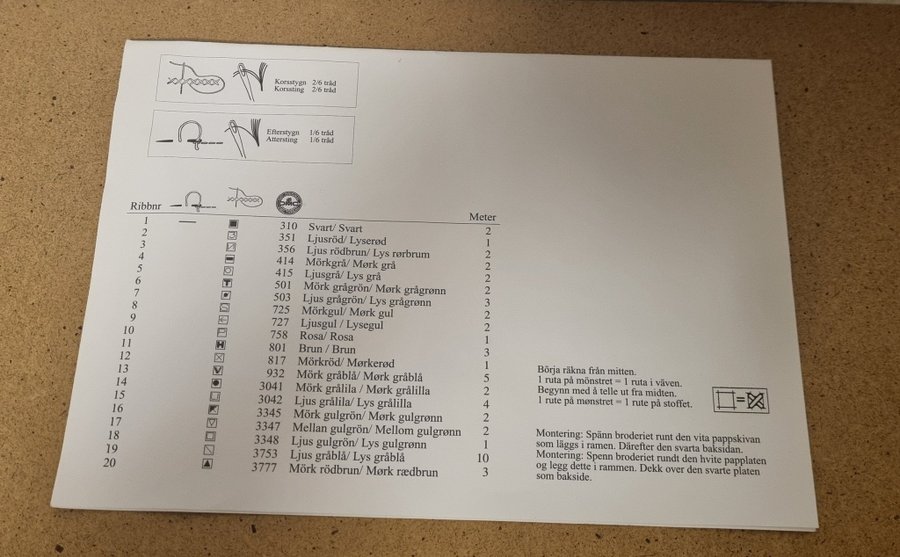 Korsstygn 2/6 tråd
Korssting 2/6 tråd
Efterstygn 1/6 tråd
Attersting 1/6 tråd
Ribbnr Meter
1 310 Svart/ Svart 2
2 351 Ljusröd/ Lyserød 1
3 356 Ljus rödbrun/ Lys rørbrum 2
4 414 Mörkgrå/ Mørk grå 2
5 415 Ljusgrå/ Lys grå 2
6 501 Mörk grågrön/ Mørk grågrønn 2
7 503 Ljus grågrön/ Lys grågrønn 3
8 725 Mörkgul/ Mørk gul 2
9 727 Ljusgul / Lysegul 2
10 758 Rosa/ Rosa 1
11 801 Brun / Brun 3
12 817 Mörkröd/ Mørkerød 1
13 932 Mörk gråblå/ Mørk gråblå 5
14 3041 Mörk grålila / Mørk grålilla 2
15 3042 Ljus grålila/ Lys grålilla 4
16 3345 Mörk gulgrön/ Mørk gulgrønn 2
17 3347 Mellan gulgrön/ Mellom gulgrønn 2
18 3348 Ljus gulgrön/ Lys gulgrønn 1
19 3753 Ljus gråblå/ Lys gråblå 10
20 3777 Mörk rödbrun/ Mørk rædbrun 3
Börja räkna från mitten.
1 ruta på mönstret = 1 ruta i väven.
Begynn med å telle ut fra midten.
1 rute på mønstret = 1 rute på stoffet.
Montering: Spänn broderiet runt den vita pappskivan
som läggs i ramen. Därefter den svarta baksidan.
Montering: Spenn broderiet rundt den hvite papplaten
og legg dette i rammen. Dekk over den svarte platen
som bakside.